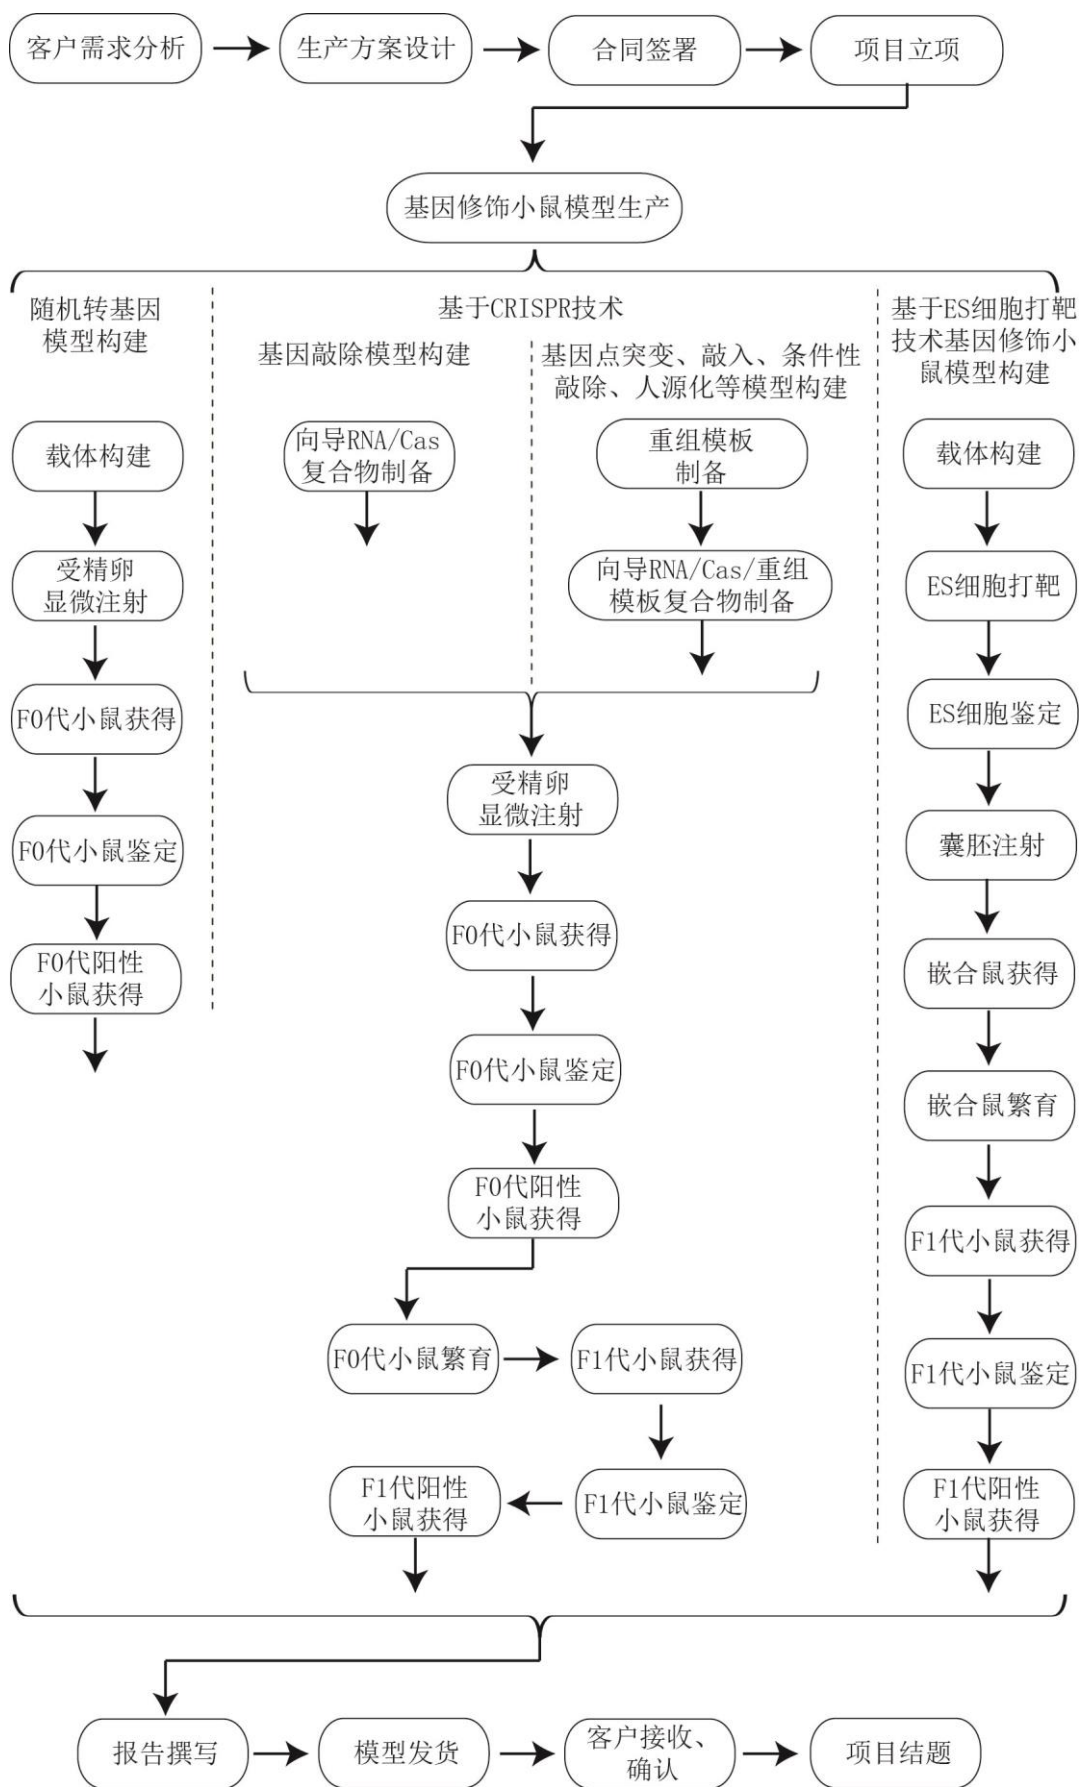 客户需求分析
生产方案设计
合同签署
项目立项
基因修饰小鼠模型生产
随机转基因
模型构建
载体构建
受精卵
显微注射
F0代小鼠获得
F0代小鼠鉴定
F0代阳性
小鼠获得
基于CRISPR技术
基因敲除模型构建
向导RNA/Cas
复合物制备
基因点突变、敲入、条件性
敲除、人源化等模型构建
重组模板
制备
向导RNA/Cas/重组
模板复合物制备
受精卵
显微注射
F0代小鼠获得
F0代小鼠鉴定
F0代阳性
小鼠获得
F0代小鼠繁育
F1代小鼠获得
F1代小鼠鉴定
F1代阳性
小鼠获得
基于ES细胞打靶
技术基因修饰小
鼠模型构建
载体构建
ES细胞打靶
ES细胞鉴定
囊胚注射
嵌合鼠获得
嵌合鼠繁育
F1代小鼠获得
F1代小鼠鉴定
F1代阳性
小鼠获得
报告撰写
模型发货
客户接收、
确认
项目结题